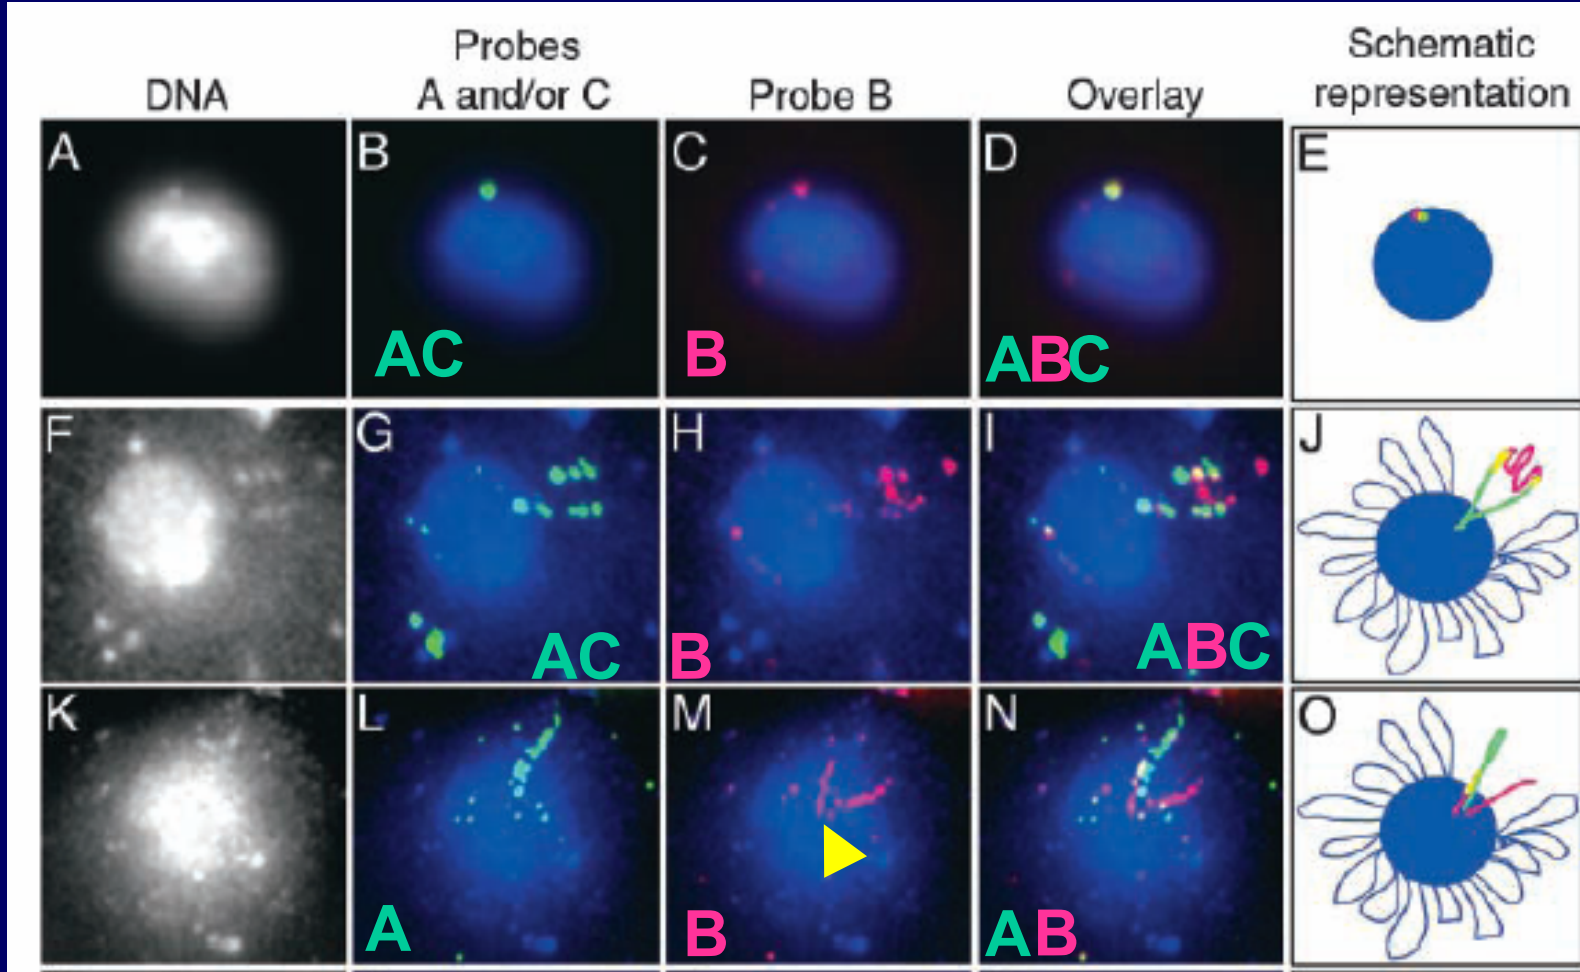 Probes
Schematic
DNA
A and/or C
Probe B
Overlay
representation
A
B
C
D
E
AC
B
ABC
F
G
H
I
J
AC
B
ABC
K
L
M
N
O
A
B
AB